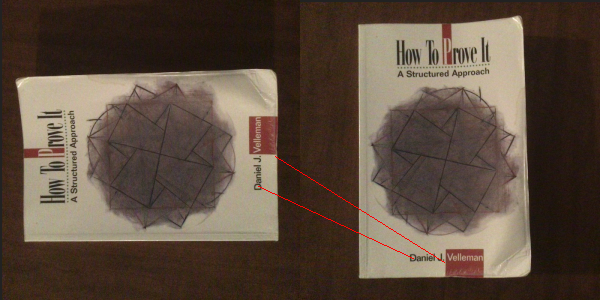 How To Prove It
A Structured Approach
Daniel J. Velleman
How To Prove It
A Structured Approach
Daniel J. Velleman